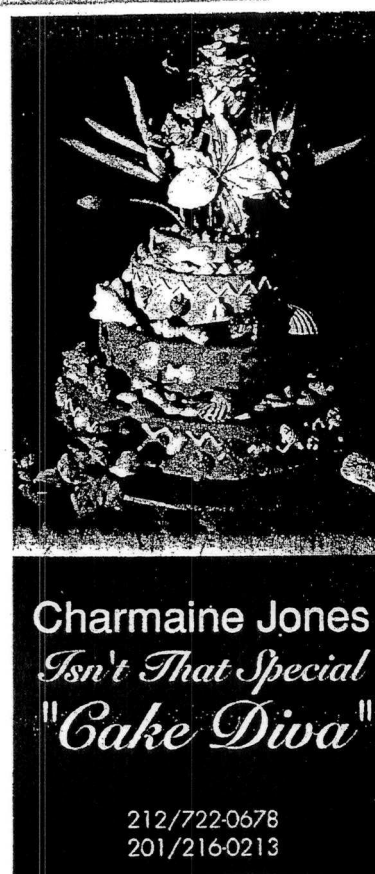 Charmaine Jones
Isn't That Special
"Cake Diva"
212/722-0678
201/216-0213